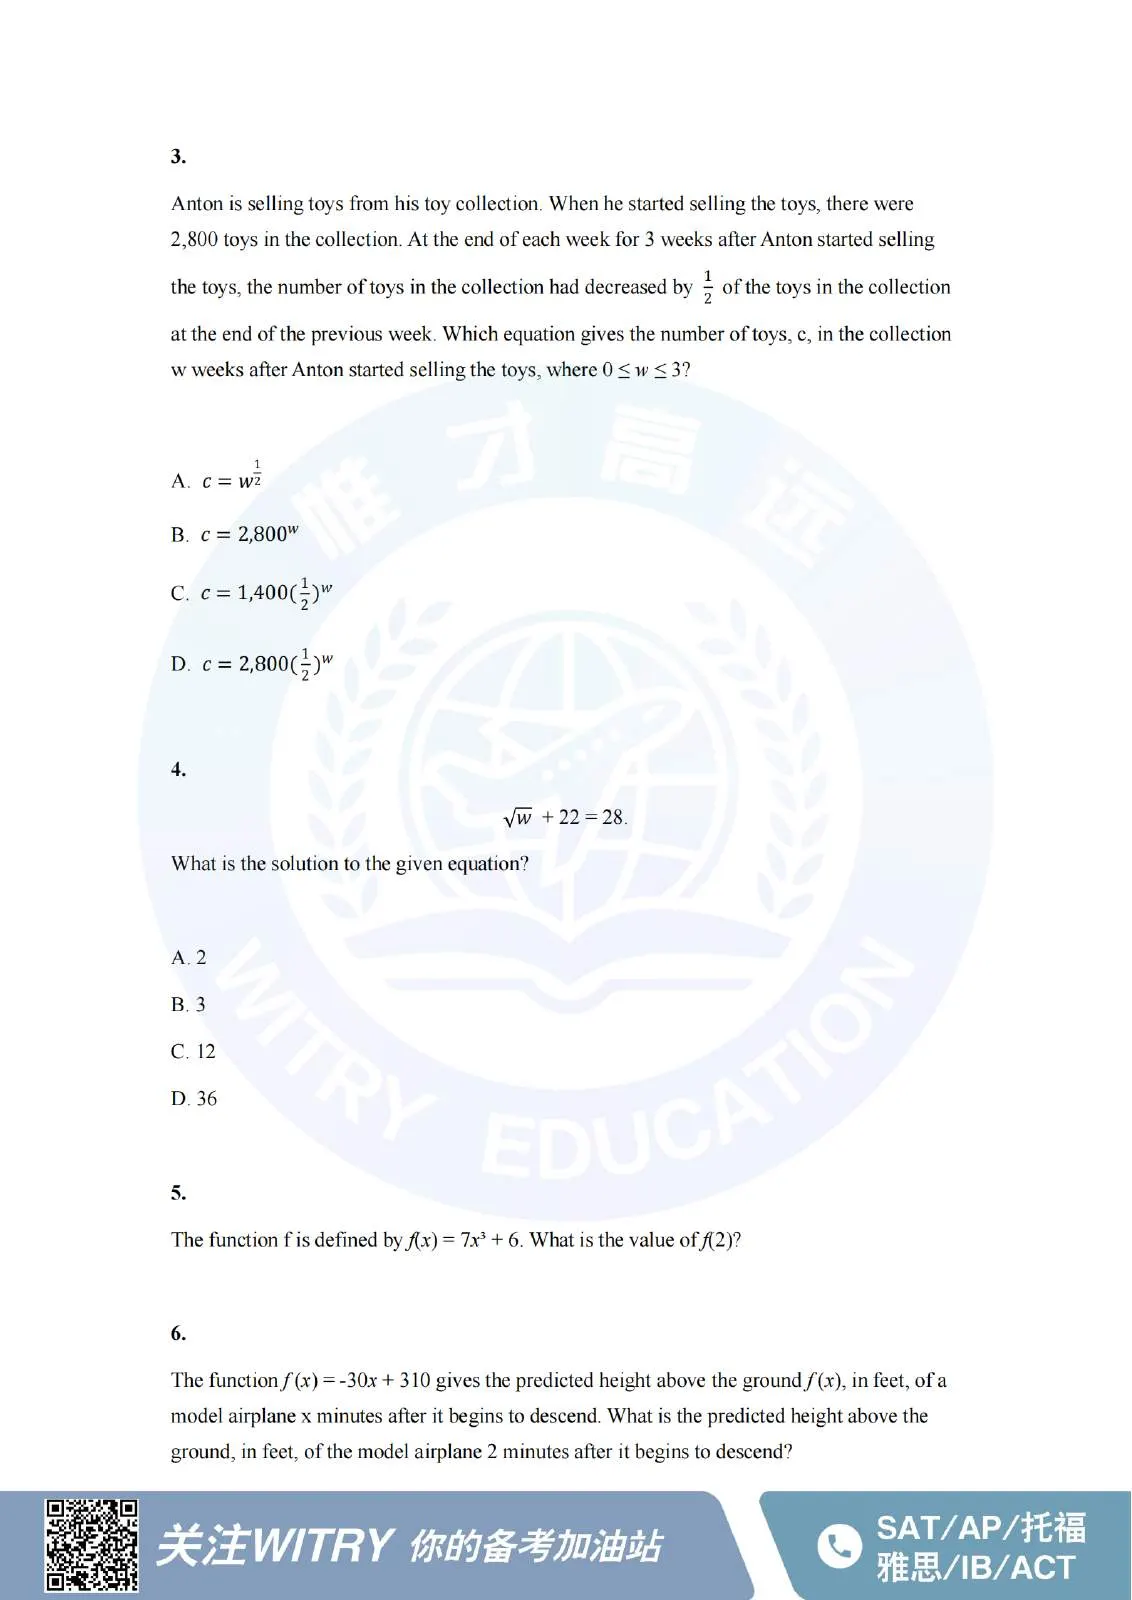 3.
Anton is selling toys from his toy collection. When he started selling the toys, there were
2,800 toys in the collection. At the end of each week for 3 weeks after Anton started selling
the toys, the number of toys in the collection had decreased by 1/2 of the toys in the collection
at the end of the previous week. Which equation gives the number of toys, c, in the collection
w weeks after Anton started selling the toys, where 0 ≤ w ≤ 3?
惟才高远
A. c = w^(1/2)
B. c = 2,800^w
C. c = 1,400(1/2)^w
D. c = 2,800(1/2)^w
4.
√w + 22 = 28.
What is the solution to the given equation?
A. 2
B. 3
C. 12
D. 36
WITRY EDUCATION
5.
The function f is defined by f(x) = 7x³ + 6. What is the value of f(2)?
6.
The function f (x) = -30x + 310 gives the predicted height above the ground f (x), in feet, of a
model airplane x minutes after it begins to descend. What is the predicted height above the
ground, in feet, of the model airplane 2 minutes after it begins to descend?
关注WITRY 你的备考加油站
SAT/AP/托福
雅思/IB/ACT